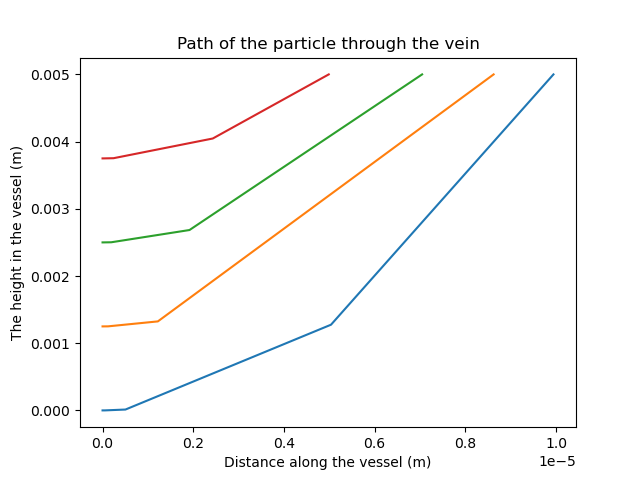 Path of the particle through the vein
0.005
0.004
0.003
0.002
0.001
0.000
The height in the vessel (m)
0.0 0.2 0.4 0.6 0.8 1.0
1e−5
Distance along the vessel (m)